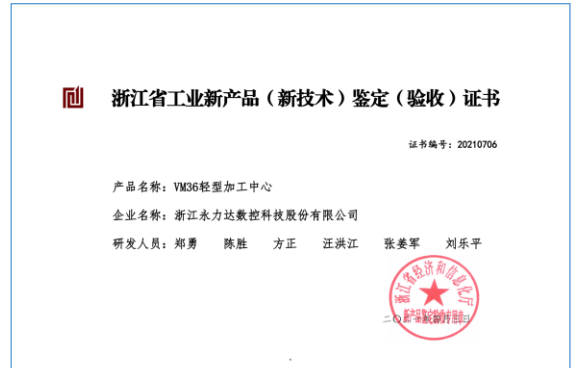 浙江省工业新产品（新技术）鉴定（验收）证书
证书编号：20210706
产品名称：VM36轻型加工中心
企业名称：浙江永力达数控科技股份有限公司
研发人员：郑勇 陈胜 方正 汪洪江 张姜军 刘乐平
浙江省经济和信息化厅